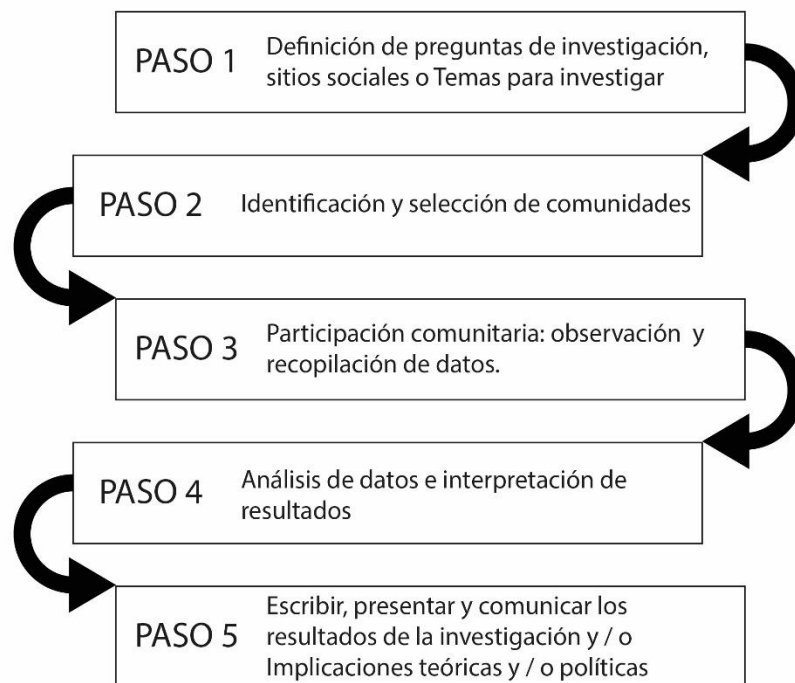 PASO 1
Definición de preguntas de investigación,
sitios sociales o Temas para investigar
PASO 2
Identificación y selección de comunidades
PASO 3
Participación comunitaria: observación y
recopilación de datos.
PASO 4
Análisis de datos e interpretación de
resultados
PASO 5
Escribir, presentar y comunicar los
resultados de la investigación y / o
Implicaciones teóricas y / o políticas